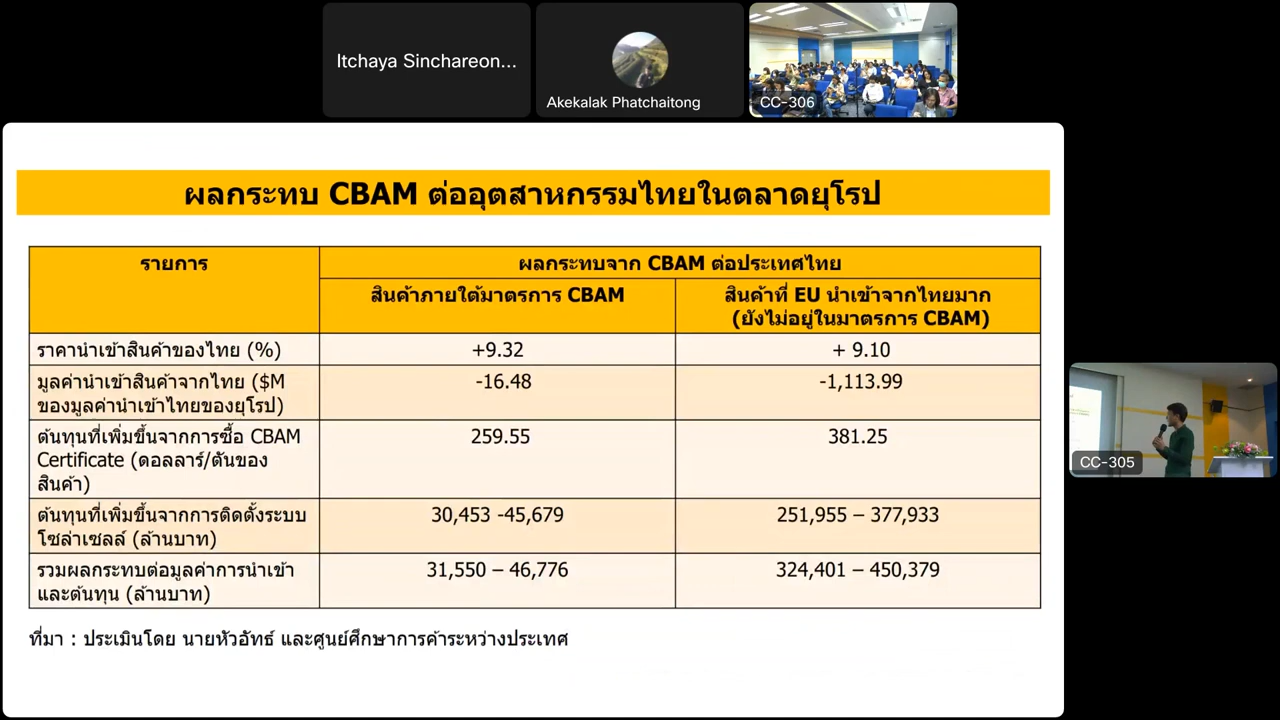 Itchaya Sinchareon...
Akekalak Phatchaitong
CC-306
ผลกระทบ CBAM ต่ออุตสาหกรรมไทยในตลาดยุโรป
รายการ
ผลกระทบจาก CBAM ต่อประเทศไทย
สินค้าภายใต้มาตรการ CBAM
สินค้าที่ EU นำเข้าจากไทยมาก
(ยังไม่อยู่ในมาตรการ CBAM)
ราคานำเข้าสินค้าของไทย (%)
+9.32
+ 9.10
มูลค่านำเข้าสินค้าจากไทย ($M
ของมูลค่านำเข้าไทยของยุโรป)
-16.48
-1,113.99
ต้นทุนที่เพิ่มขึ้นจากการซื้อ CBAM
Certificate (ดอลลาร์/ตันของ
สินค้า)
259.55
381.25
ต้นทุนที่เพิ่มขึ้นจากการติดตั้งระบบ
โซล่าเซลล์ (ล้านบาท)
30,453 -45,679
251,955 – 377,933
รวมผลกระทบต่อมูลค่าการนำเข้า
และต้นทุน (ล้านบาท)
31,550 – 46,776
324,401 – 450,379
ที่มา : ประเมินโดย นายหัวอัทธ์ และศูนย์ศึกษาการค้าระหว่างประเทศ
CC-305